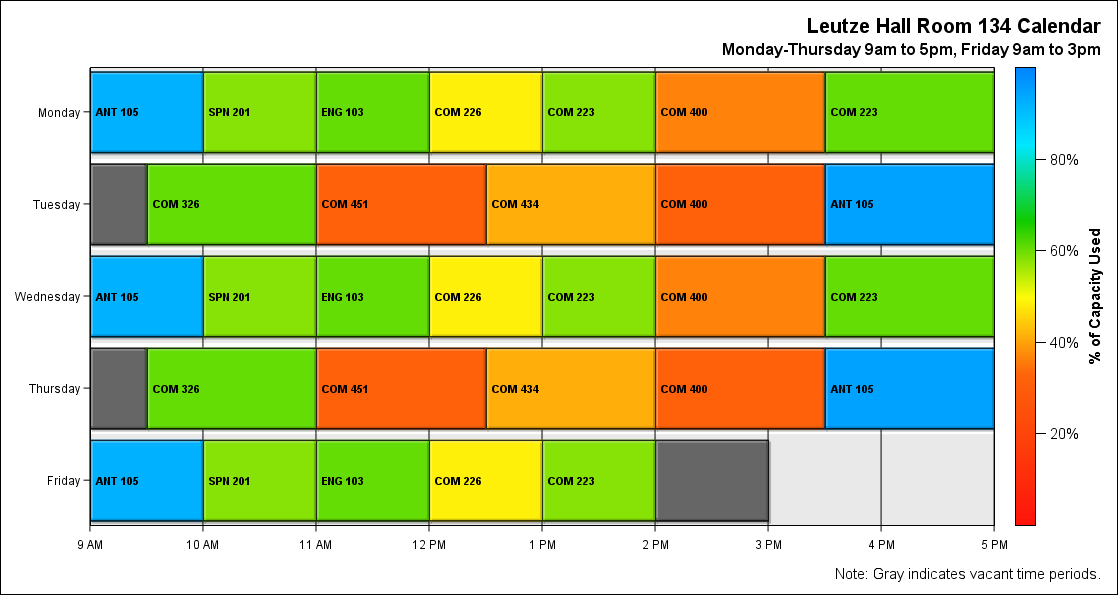 Leutze Hall Room 134 Calendar
Monday-Thursday 9am to 5pm, Friday 9am to 3pm
Monday ANT 105 SPN 201 ENG 103 COM 226 COM 223 COM 400 COM 223
Tuesday COM 326 COM 451 COM 434 COM 400 ANT 105
Wednesday ANT 105 SPN 201 ENG 103 COM 226 COM 223 COM 400 COM 223
Thursday COM 326 COM 451 COM 434 COM 400 ANT 105
Friday ANT 105 SPN 201 ENG 103 COM 226 COM 223
9 AM 10 AM 11 AM 12 PM 1 PM 2 PM 3 PM 4 PM 5 PM
80%
60%
40%
20%
% of Capacity Used
Note: Gray indicates vacant time periods.